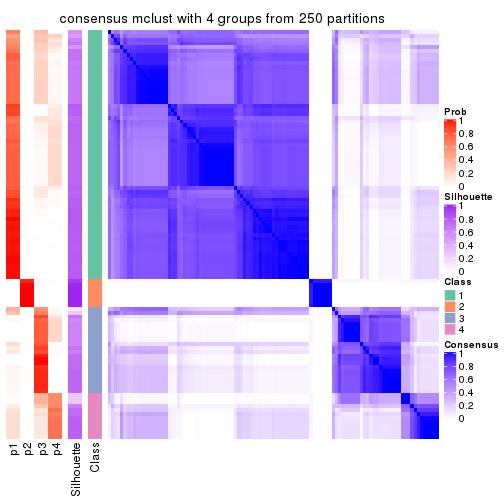 consensus mclust with 4 groups from 250 partitions
Prob
1
0.8
0.6
0.4
0.2
0
Silhouette
1
0.8
0.6
0.4
0.2
0
Class
1
2
3
4
Consensus
1
0.8
0.6
0.4
0.2
0
p1
p2
p3
p4
Silhouette
Class